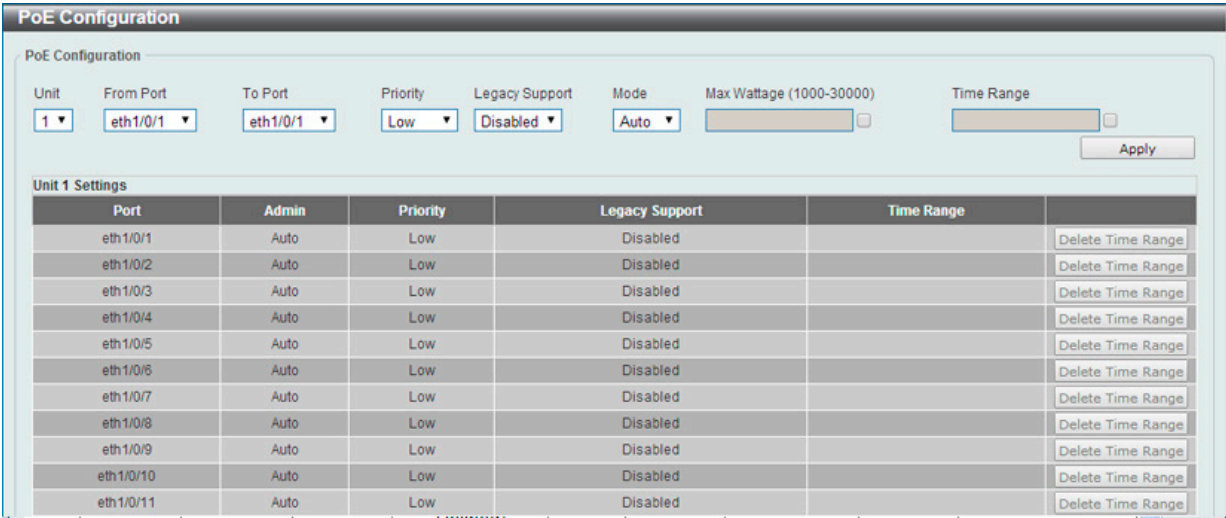 PoE Configuration
PoE Configuration
Unit From Port To Port Priority Legacy Support Mode Max Wattage (1000-30000) Time Range
1 eth1/0/1 eth1/0/1 Low Disabled Auto
Apply
Unit 1 Settings
Port Admin Priority Legacy Support Time Range
eth1/0/1 Auto Low Disabled Delete Time Range
eth1/0/2 Auto Low Disabled Delete Time Range
eth1/0/3 Auto Low Disabled Delete Time Range
eth1/0/4 Auto Low Disabled Delete Time Range
eth1/0/5 Auto Low Disabled Delete Time Range
eth1/0/6 Auto Low Disabled Delete Time Range
eth1/0/7 Auto Low Disabled Delete Time Range
eth1/0/8 Auto Low Disabled Delete Time Range
eth1/0/9 Auto Low Disabled Delete Time Range
eth1/0/10 Auto Low Disabled Delete Time Range
eth1/0/11 Auto Low Disabled Delete Time Range